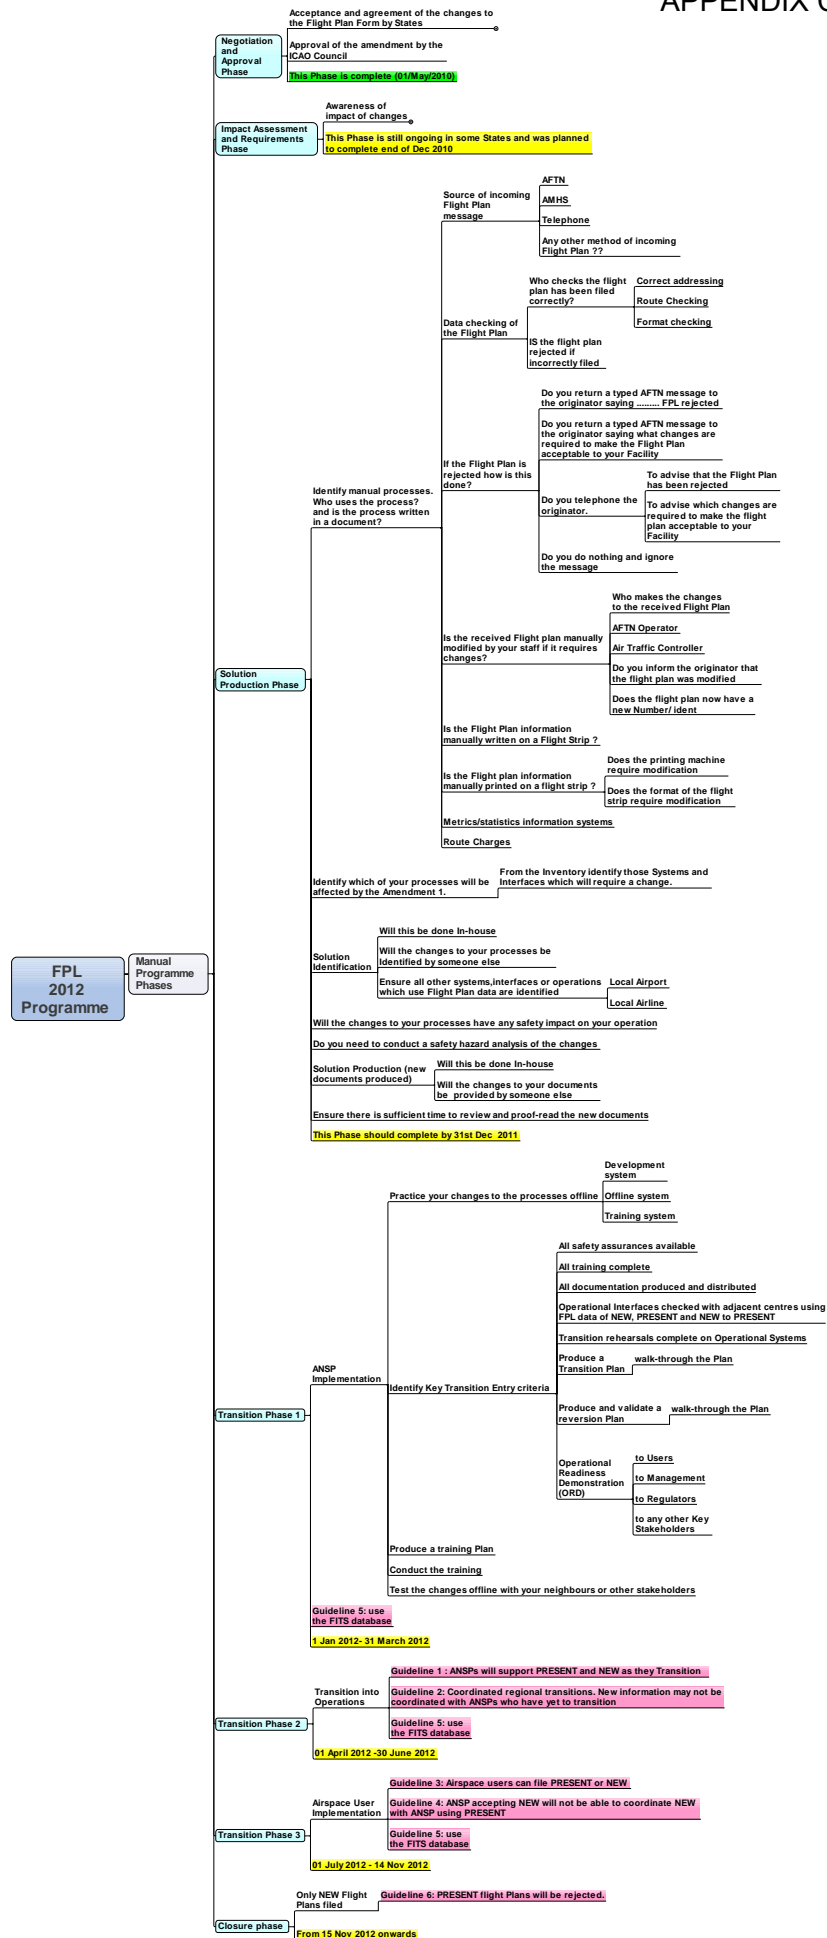 APPENDIX
Acceptance and agreement of the changes to
the Flight Plan Form by States
Negotiation
and
Approval
Phase
Approval of the amendment by the
ICAO Council
This Phase is complete (01/May/2010)
Awareness of
impact of changes
Impact Assessment
and Requirements
Phase
This Phase is still ongoing in some States and was planned
to complete end of Dec 2010
Source of incoming
Flight Plan
message
AFTN
AMHS
Telephone
Any other method of incoming
Flight Plan ??
Data checking of
the Flight Plan
Who checks the flight
plan has been filed
correctly?
Correct addressing
Route Checking
Format checking
IS the flight plan
rejected if
incorrectly filed
If the Flight Plan is
rejected how is this
done?
Do you return a typed AFTN message to
the originator saying ......... FPL rejected
Do you return a typed AFTN message to
the originator saying what changes are
required to make the Flight Plan
acceptable to your Facility
Do you telephone the
originator.
To advise that the Flight Plan
has been rejected
To advise which changes are
required to make the flight
plan acceptable to your
Facility
Do you do nothing and ignore
the message
Identify manual processes.
Who uses the process?
and is the process written
in a document?
Is the received Flight plan manually
modified by your staff if it requires
changes?
Who makes the changes
to the received Flight Plan
AFTN Operator
Air Traffic Controller
Do you inform the originator that
the flight plan was modified
Does the flight plan now have a
new Number/ ident
Solution
Production Phase
Is the Flight Plan information
manually written on a Flight Strip ?
Is the Flight plan information
manually printed on a flight strip ?
Does the printing machine
require modification
Does the format of the flight
strip require modification
Metrics/statistics information systems
Route Charges
Identify which of your processes will be
affected by the Amendment 1.
From the Inventory identify those Systems and
Interfaces which will require a change.
Solution
Identification
Will this be done In-house
Will the changes to your processes be
Identified by someone else
Ensure all other systems,interfaces or operations
which use Flight Plan data are identified
Local Airport
Local Airline
FPL
2012
Programme
Manual
Programme
Phases
Will the changes to your processes have any safety impact on your operation
Do you need to conduct a safety hazard analysis of the changes
Solution Production (new
documents produced)
Will this be done In-house
Will the changes to your documents
be provided by someone else
Ensure there is sufficient time to review and proof-read the new documents
This Phase should complete by 31st Dec 2011
Practice your changes to the processes offline
Development
system
Offline system
Training system
ANSP
Implementation
Identify Key Transition Entry criteria
All safety assurances available
All training complete
All documentation produced and distributed
Operational Interfaces checked with adjacent centres using
FPL data of NEW, PRESENT and NEW to PRESENT
Transition rehearsals complete on Operational Systems
Produce a
Transition Plan
walk-through the Plan
Produce and validate a
reversion Plan
walk-through the Plan
Transition Phase 1
Operational
Readiness
Demonstration
(ORD)
to Users
to Management
to Regulators
to any other Key
Stakeholders
Produce a training Plan
Conduct the training
Test the changes offline with your neighbours or other stakeholders
Guideline 5: use
the FITS database
1 Jan 2012- 31 March 2012
Transition into
Operations
Guideline 1 : ANSPs will support PRESENT and NEW as they Transition
Guideline 2: Coordinated regional transitions. New information may not be
coordinated with ANSPs who have yet to transition
Transition Phase 2
Guideline 5: use
the FITS database
01 April 2012 -30 June 2012
Airspace User
Implementation
Guideline 3: Airspace users can file PRESENT or NEW
Guideline 4: ANSP accepting NEW will not be able to coordinate NEW
with ANSP using PRESENT
Transition Phase 3
Guideline 5: use
the FITS database
01 July 2012 - 14 Nov 2012
Only NEW Flight
Plans filed
Guideline 6: PRESENT flight Plans will be rejected.
Closure phase
From 15 Nov 2012 onwards